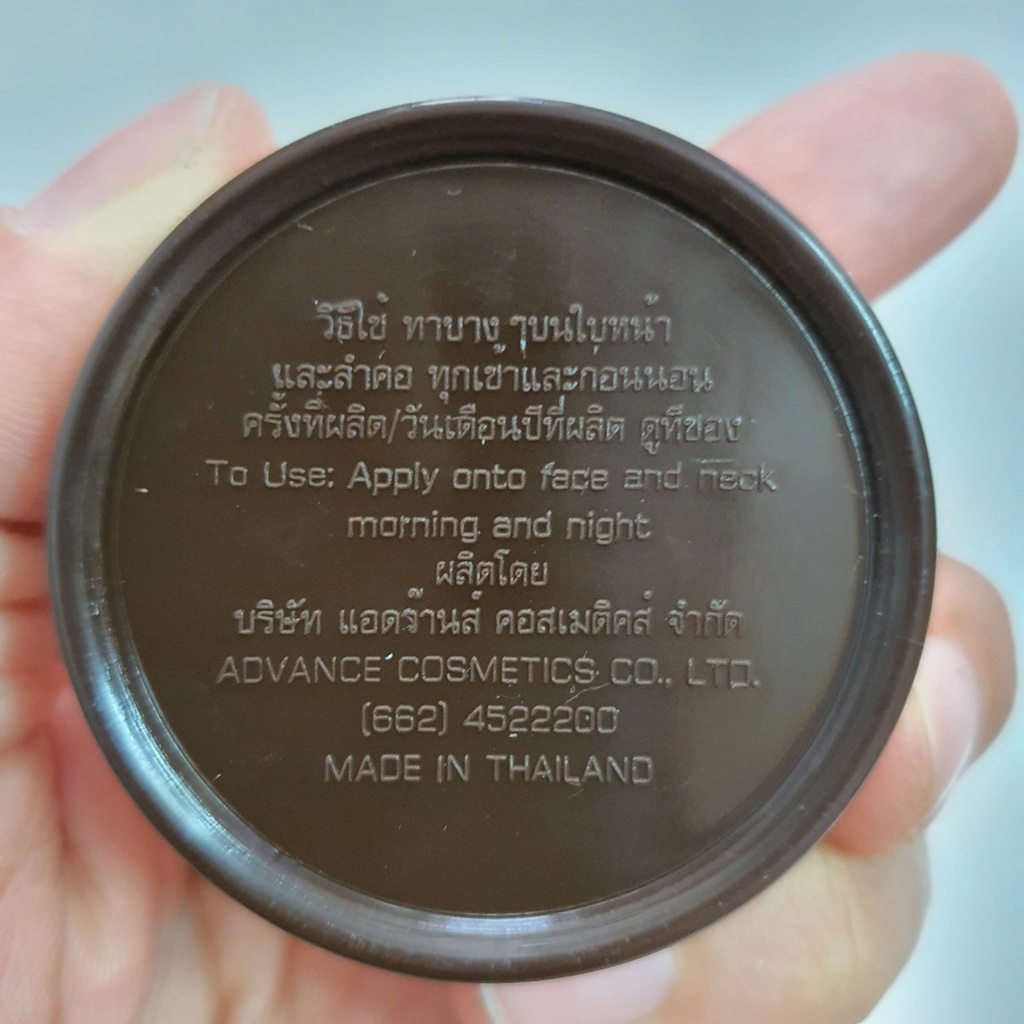 วิธีใช้ ทาบาง ๆบนใบหน้า
และลำคอ ทุกเช้าและก่อนนอน
ครั้งที่ผลิต/วันเดือนปีที่ผลิต ดูที่ซอง
To Use: Apply onto face and neck
morning and night
ผลิตโดย
บริษัท แอดว๊านส์ คอสเมติคส์ จำกัด
ADVANCE COSMETICS CO., LTD.
(662) 4522200
MADE IN THAILAND